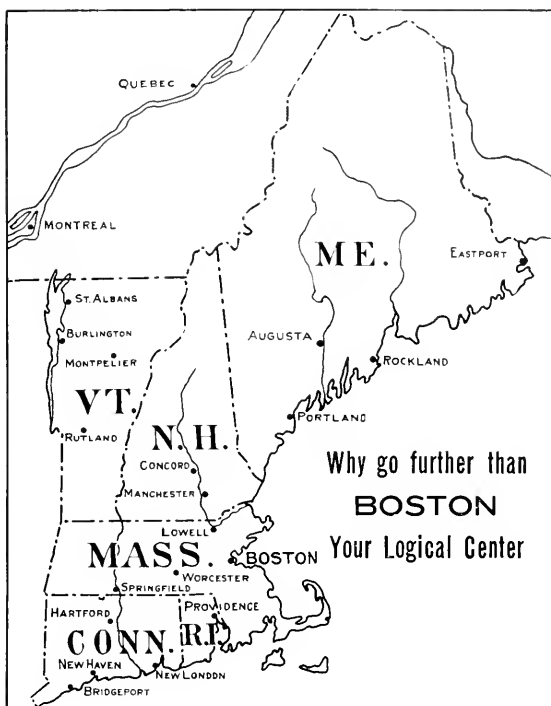 QUEBEC
MONTREAL
ME.
EASTPORT
ST. ALBANS
BURLINGTON
MONTPELIER
AUGUSTA
ROCKLAND
VT.
PORTLAND
RUTLAND
N.H.
CONCORD
MANCHESTER
Why go further than
BOSTON
Your Logical Center
LOWELL
MASS.
BOSTON
WORCESTER
SPRINGFIELD
HARTFORD
PROVIDENCE
CONN.
R.I.
NEW HAVEN
NEW LONDON
BRIDGEPORT